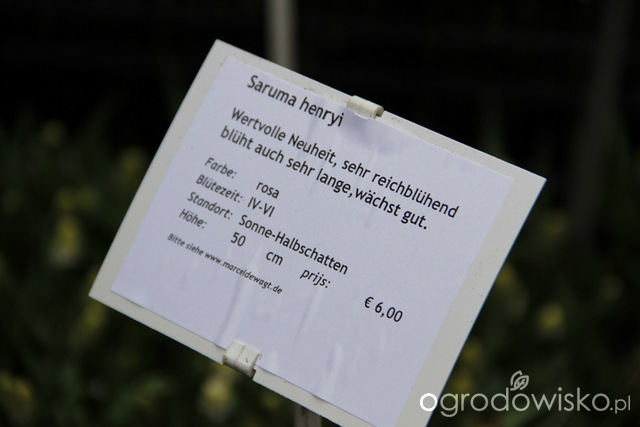 Saruma henryi
Wertvolle Neuheit, sehr reichblühend
blüht auch sehr lange, wächst gut.
Farbe: rosa
Blütezeit: IV-VI
Standort: Sonne-Halbschatten
Höhe: 50 cm prijs: € 6,00
Bitte siehe www.marceldewagt.de
ogrodowisko.pl